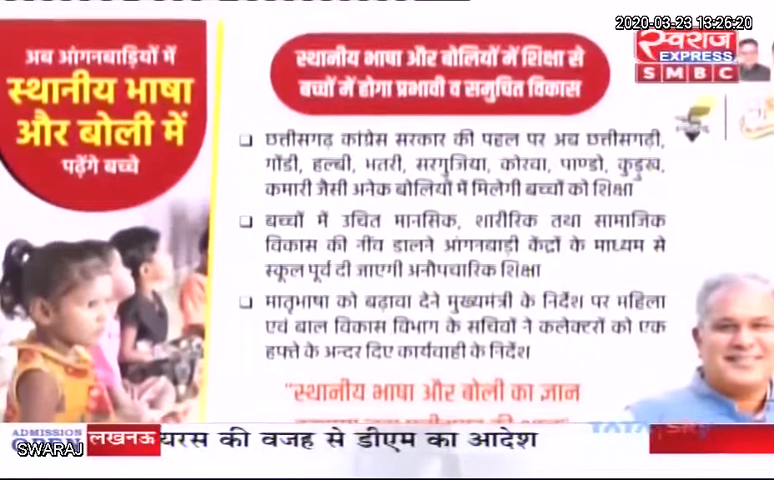 2020-03-23 13:26:20
अब आंगनबाड़ियों में
स्थानीय भाषा
और बोली में
पढ़ेंगे बच्चे
स्थानीय भाषा और बोलियों में शिक्षा से
बच्चों में होगा प्रभावी व समुचित विकास
स्वराज
EXPRESS
SMBC
छत्तीसगढ़ कांग्रेस सरकार की पहल पर अब छत्तीसगढ़ी,
गोंडी, हल्बी, भतरी, सरगुजिया, कोरवा, पाण्डो, कुडुख,
कमारी जैसी अनेक बोलियों में मिलेगी बच्चों को शिक्षा
बच्चों में उचित मानसिक, शारीरिक तथा सामाजिक
विकास की नींव डालने आंगनबाड़ी केंद्रों के माध्यम से
स्कूल पूर्व दी जाएगी अनौपचारिक शिक्षा
मातृभाषा को बढ़ावा देने मुख्यमंत्री के निर्देश पर महिला
एवं बाल विकास विभाग के सचिवों ने कलेक्टरों को एक
हफ्ते के अन्दर दिए कार्यवाही के निर्देश
"स्थानीय भाषा और बोली का ज्ञान
ADMISSION
OPEN
SWARAJ
लखनऊ
यरस की वजह से डीएम का आदेश